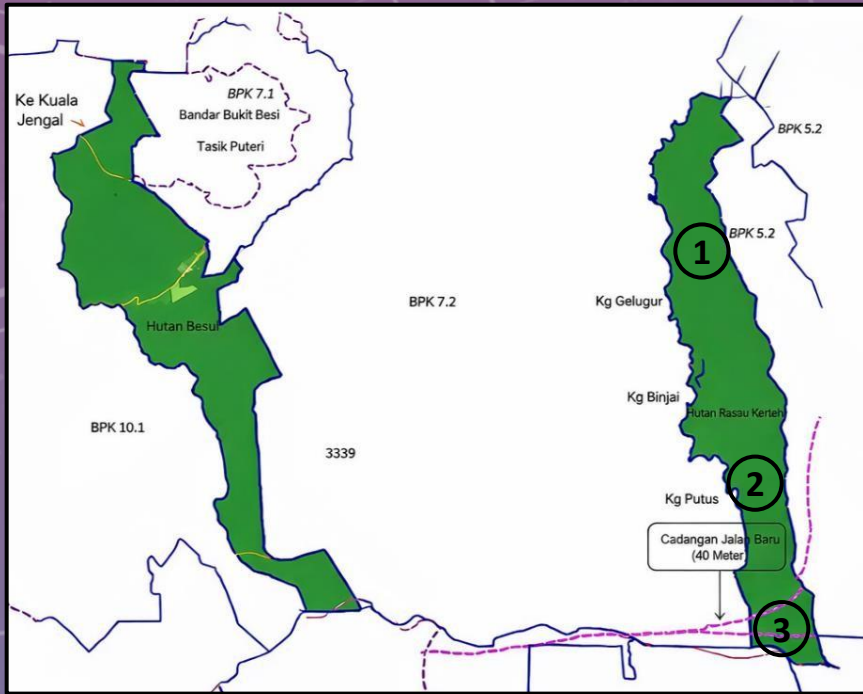 BPK 7.1
Ke Kuala
Jengal
Bandar Bukit Besi
Tasik Puteri
BPK 5.2
BPK 5.2
1
BPK 7.2
Kg Gelugur
Hutan Besul
Kg Binjai
Hutan Rasau Kerteh
BPK 10.1
3339
2
Kg Putus
Cadangan Jalan Baru
(40 Meter)
3